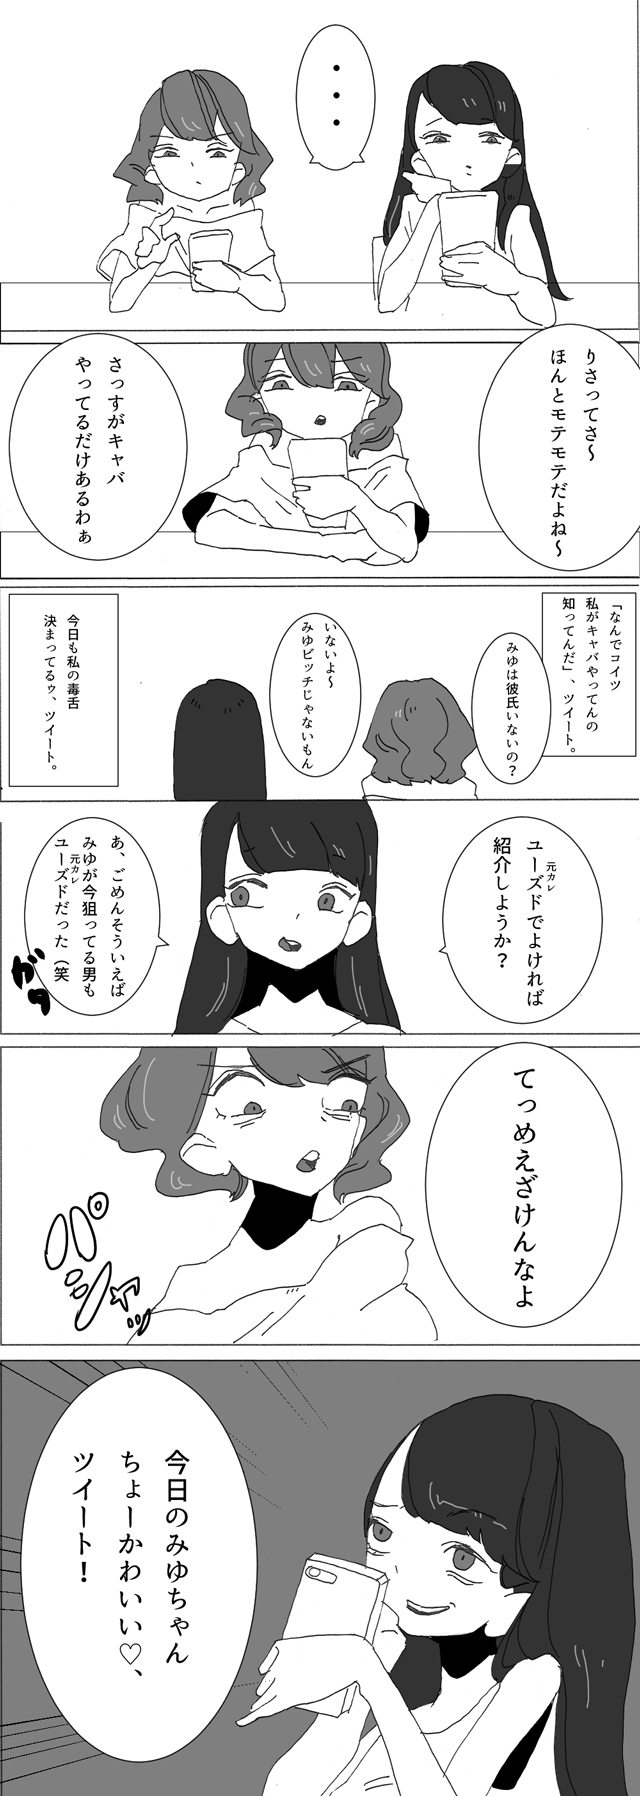 ・・・
りさってさ〜
ほんとモテモテだよね〜
さっすがキャバ
やってるだけあるわぁ
「なんでコイツ
私がキャバやってんの
知ってんだ」、ツイート。
みゆは彼氏いないの？
いないよ〜
みゆビッチじゃないもん
今日も私の毒舌
決まってるゥ、ツイート。
元カレ
ユーズドでよければ
紹介しようか？
あ、ごめんそういえば
みゆが今狙ってる男も
元カレ
ユーズドだった（笑
ガタ
てっめえざけんなよ
パシャッ
今日のみゆちゃん
ちょーかわいい♡、
ツイート！